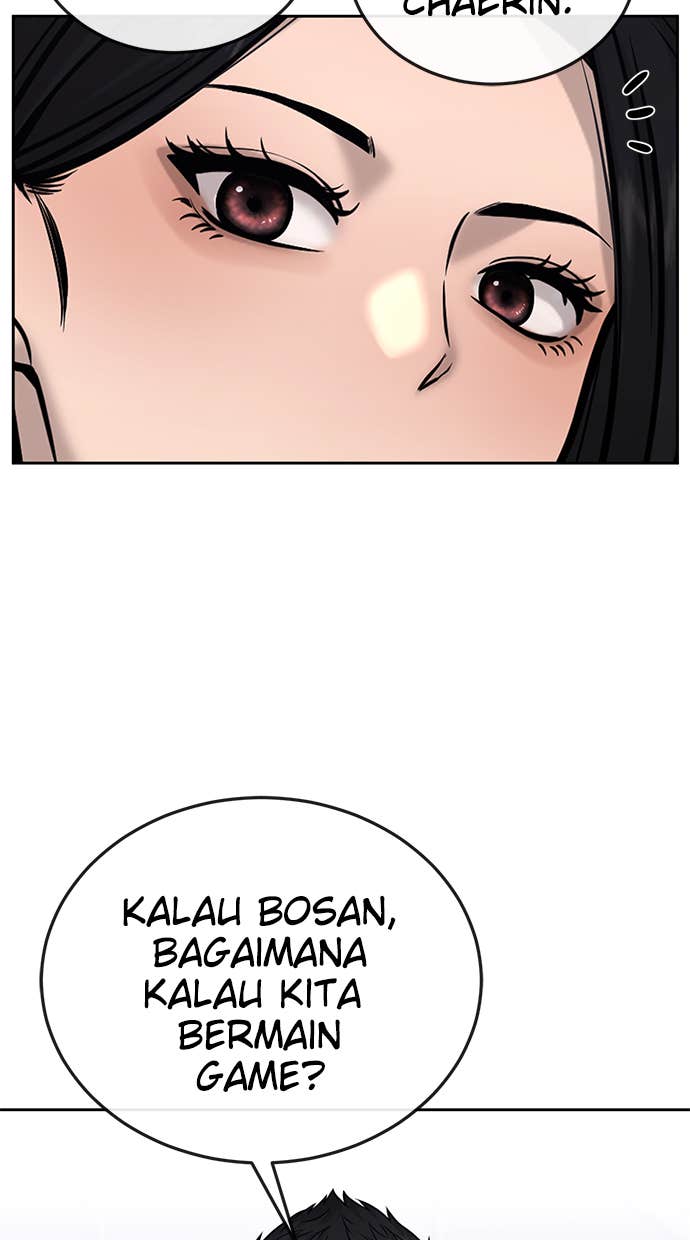 CHAERIN.
KALAU BOSAN,
BAGAIMANA
KALAU KITA
BERMAIN
GAME?